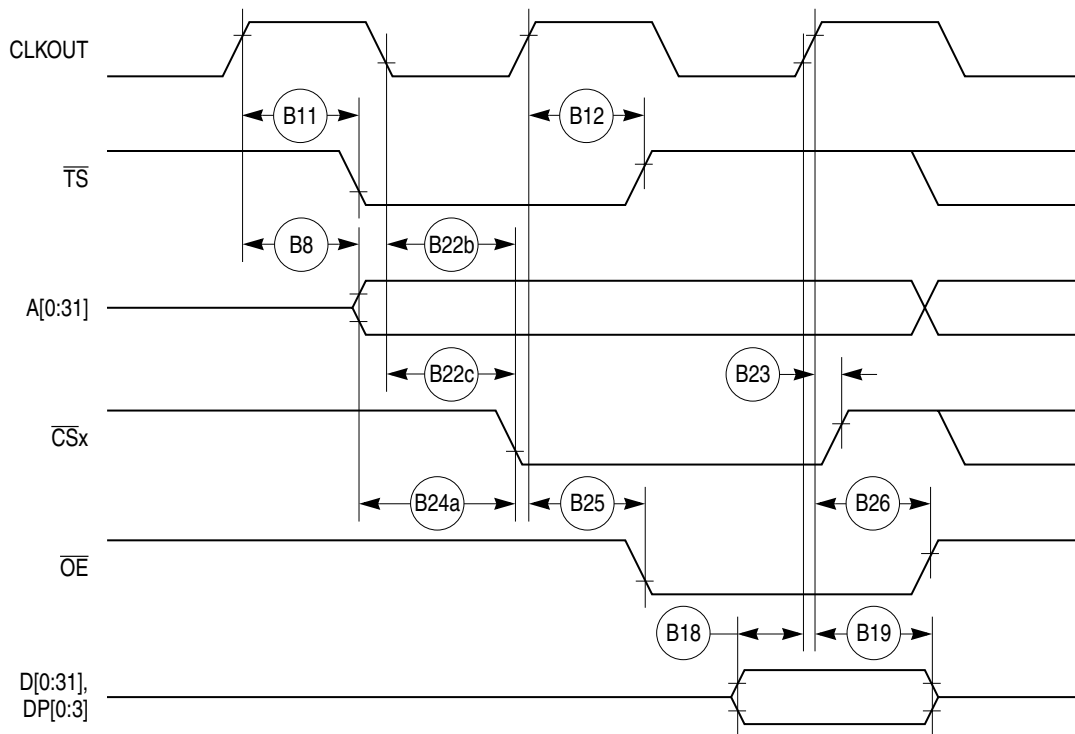 CLKOUT
B11
B12
TS
B8
B22b
A[0:31]
B22c
B23
CSx
B24a
B25
B26
OE
B18
B19
D[0:31],
DP[0:3]